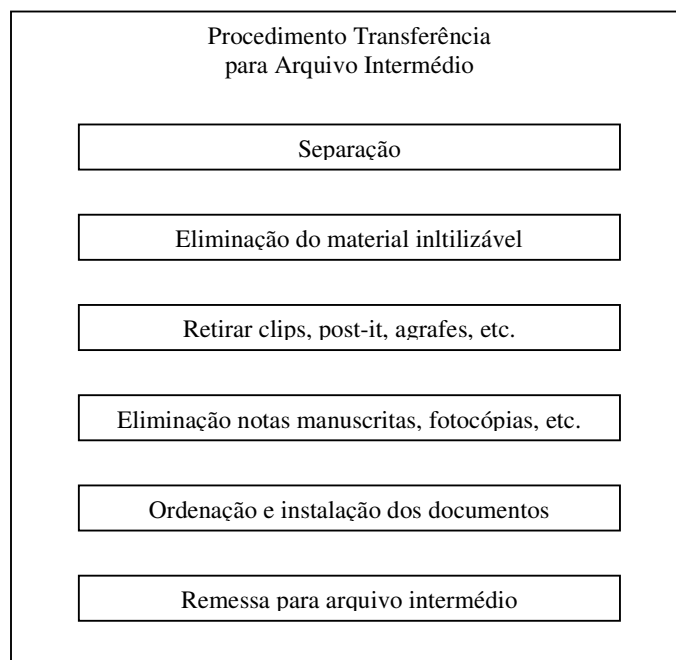 Procedimento Transferência
para Arquivo Intermédio
Separação
Eliminação do material inltilizável
Retirar clips, post-it, agrafes, etc.
Eliminação notas manuscritas, fotocópias, etc.
Ordenação e instalação dos documentos
Remessa para arquivo intermédio